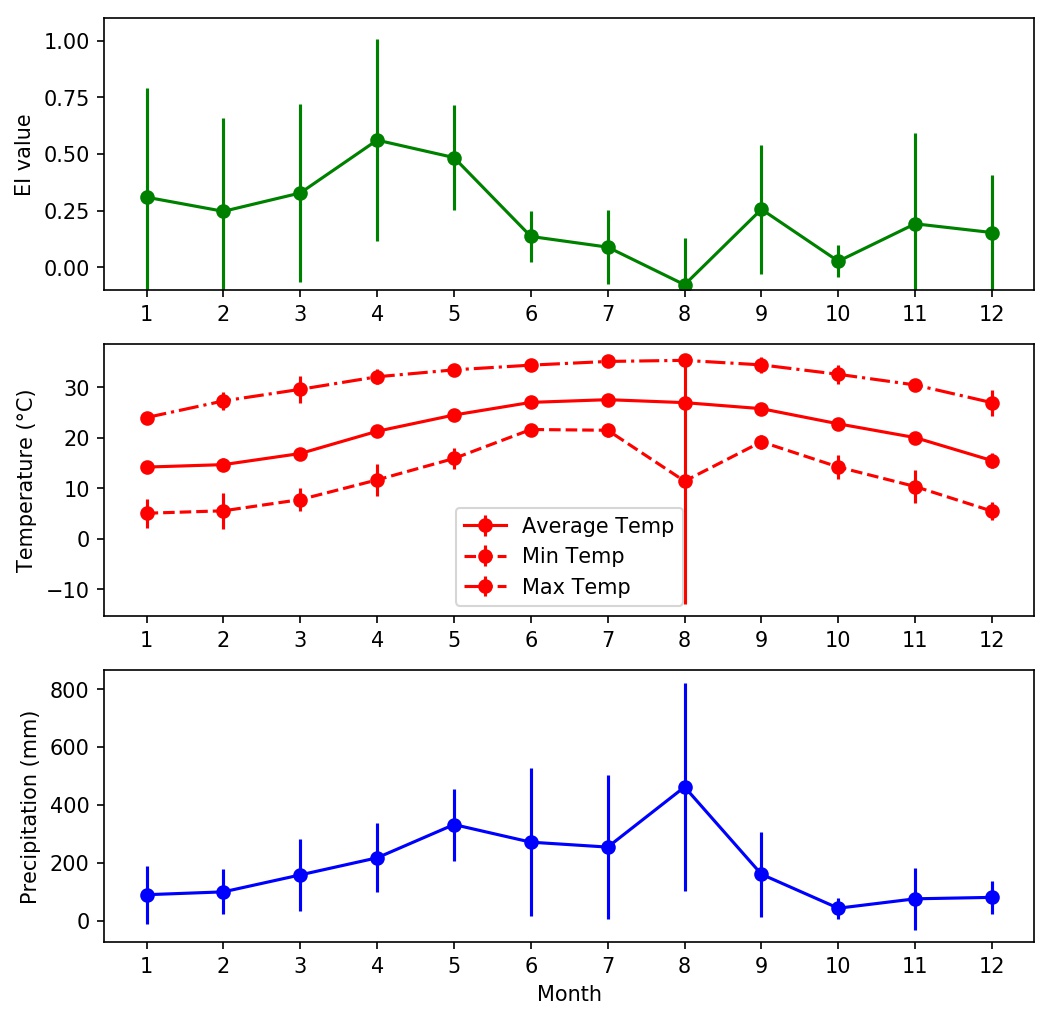 EI value
1.00
0.75
0.50
0.25
0.00
1 2 3 4 5 6 7 8 9 10 11 12
Temperature (°C)
30
20
10
0
−10
Average Temp
Min Temp
Max Temp
1 2 3 4 5 6 7 8 9 10 11 12
Precipitation (mm)
800
600
400
200
0
1 2 3 4 5 6 7 8 9 10 11 12
Month